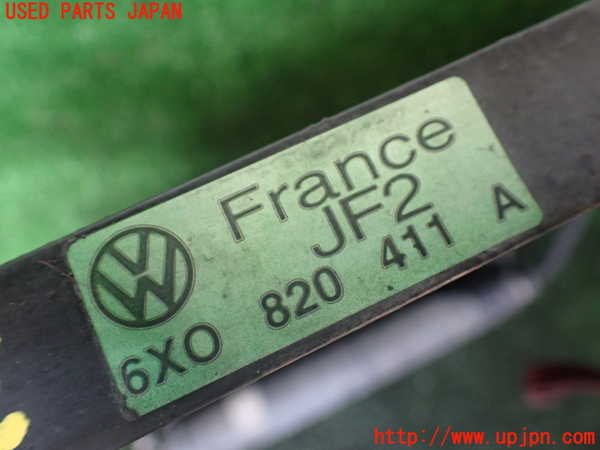 USED PARTS JAPAN
France
JF2
6X0 820 411 A
http://www.upjpn.com/